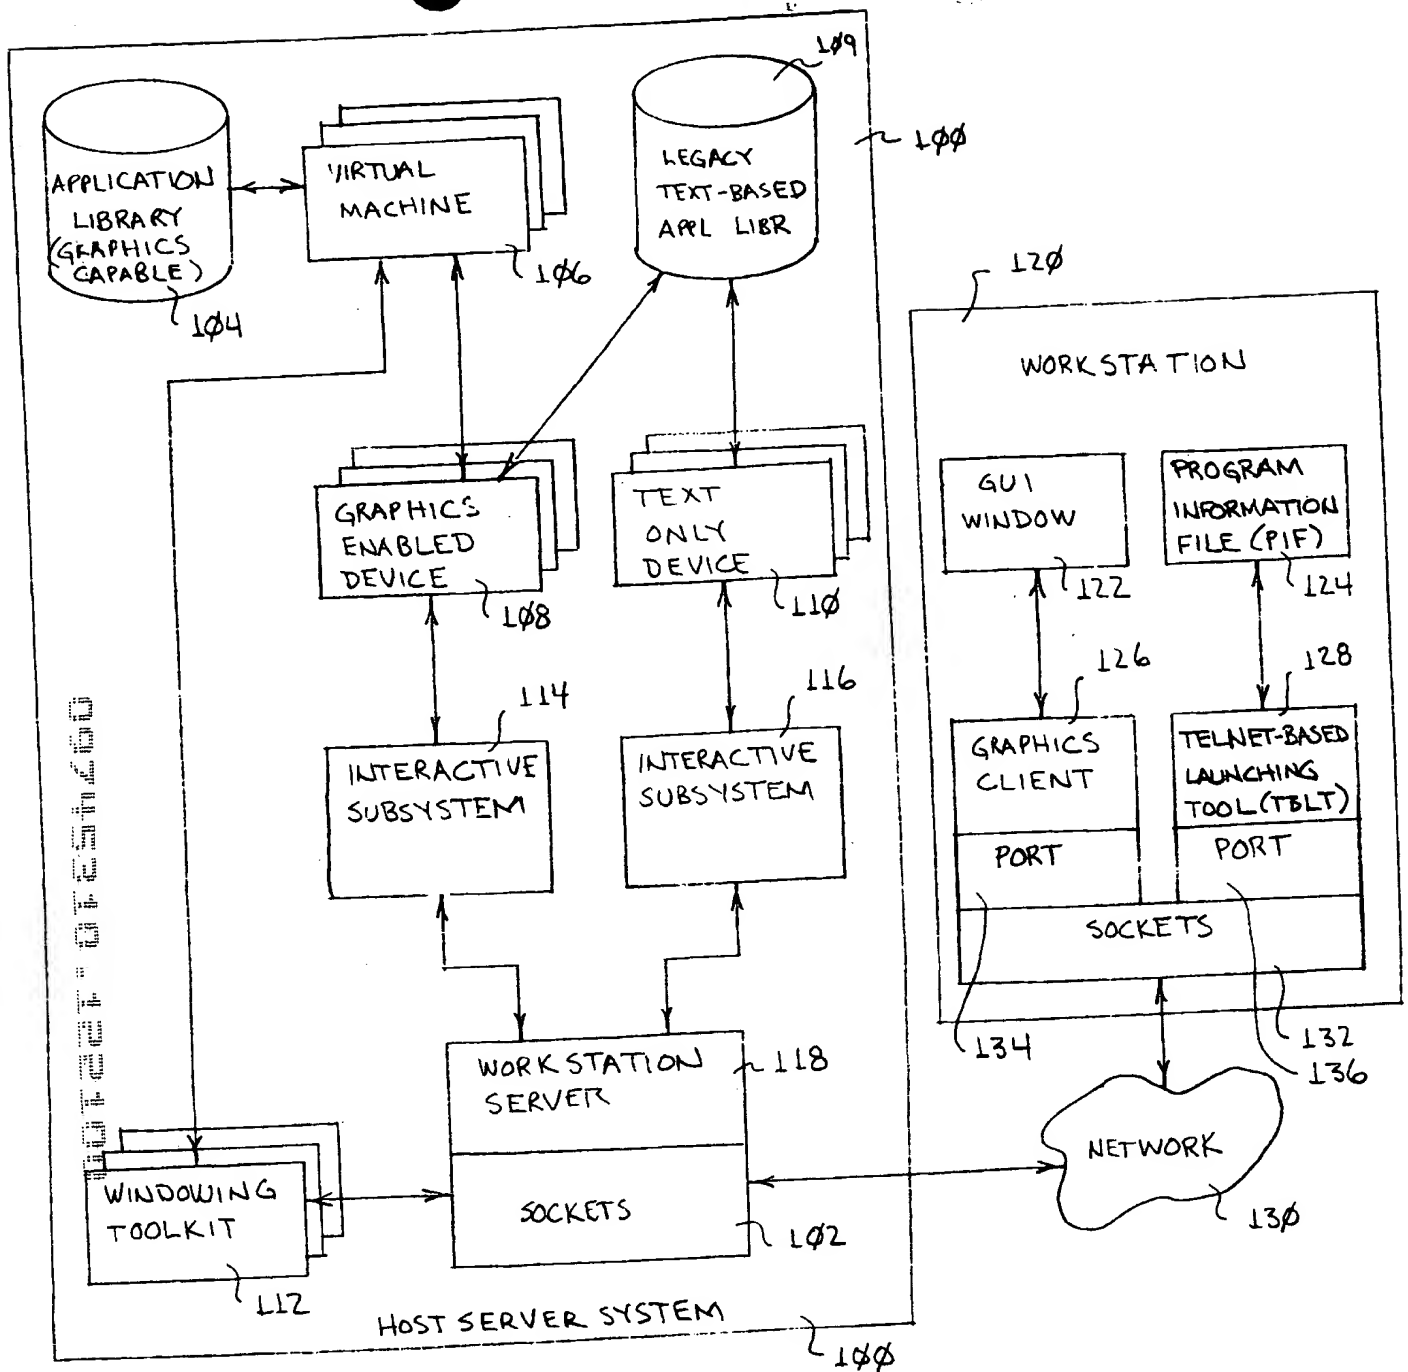 109
100
APPLICATION
LIBRARY
(GRAPHICS
CAPABLE)
104
VIRTUAL
MACHINE
106
LEGACY
TEXT-BASED
APPL LIBR
120
WORKSTATION
GRAPHICS
ENABLED
DEVICE
108
TEXT
ONLY
DEVICE
110
GUI
WINDOW
122
PROGRAM
INFORMATION
FILE (PIF)
124
114
INTERACTIVE
SUBSYSTEM
116
INTERACTIVE
SUBSYSTEM
126
GRAPHICS
CLIENT
PORT
128
TELNET-BASED
LAUNCHING
TOOL (TBLT)
PORT
SOCKETS
134
132
136
WORKSTATION
SERVER
118
SOCKETS
102
WINDOWING
TOOLKIT
112
NETWORK
130
HOST SERVER SYSTEM
100